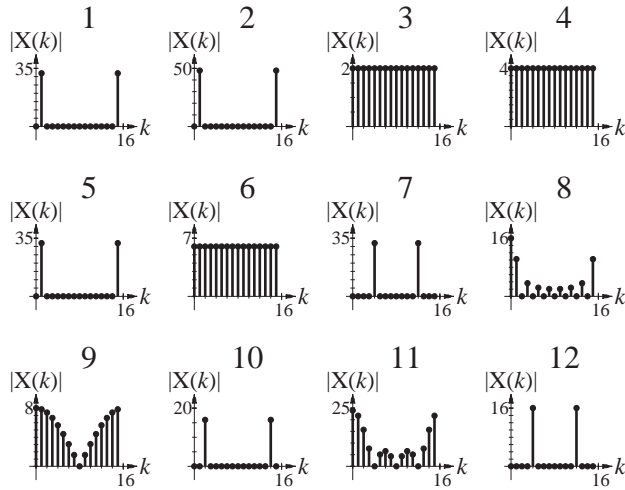 1 2 3 4
|X(k)| |X(k)| |X(k)| |X(k)|
35 50 2 4
k k k k
16 16 16 16
5 6 7 8
|X(k)| |X(k)| |X(k)| |X(k)|
35 7 35 16
k k k k
16 16 16 16
9 10 11 12
|X(k)| |X(k)| |X(k)| |X(k)|
8 20 25 16
k k k k
16 16 16 16